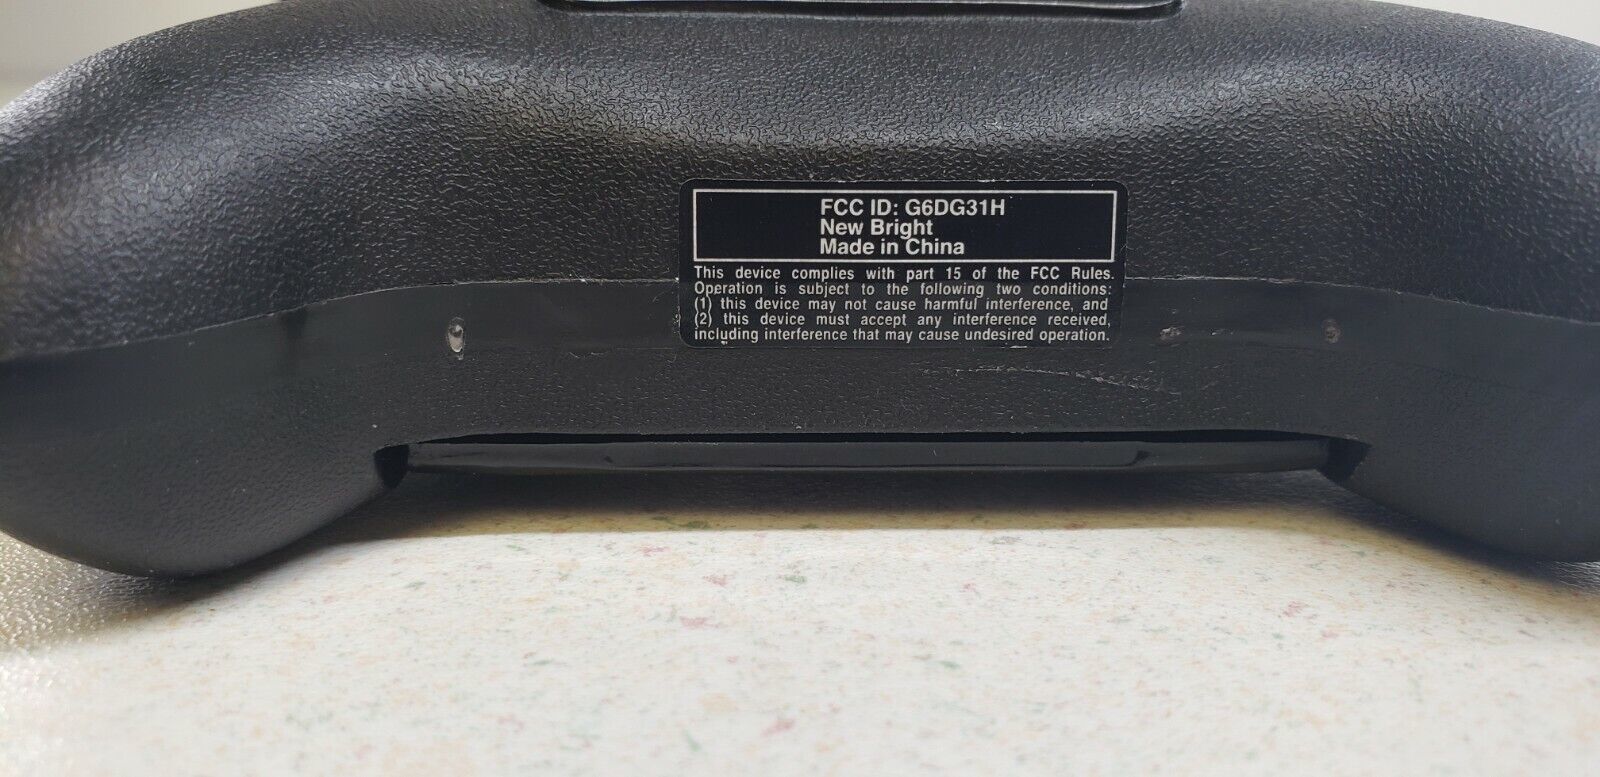 FCC ID: G6DG31H
New Bright
Made in China
This device complies with part 15 of the FCC Rules.
Operation is subject to the following two conditions:
(1) this device may not cause harmful interference, and
(2) this device must accept any interference received,
including interference that may cause undesired operation.